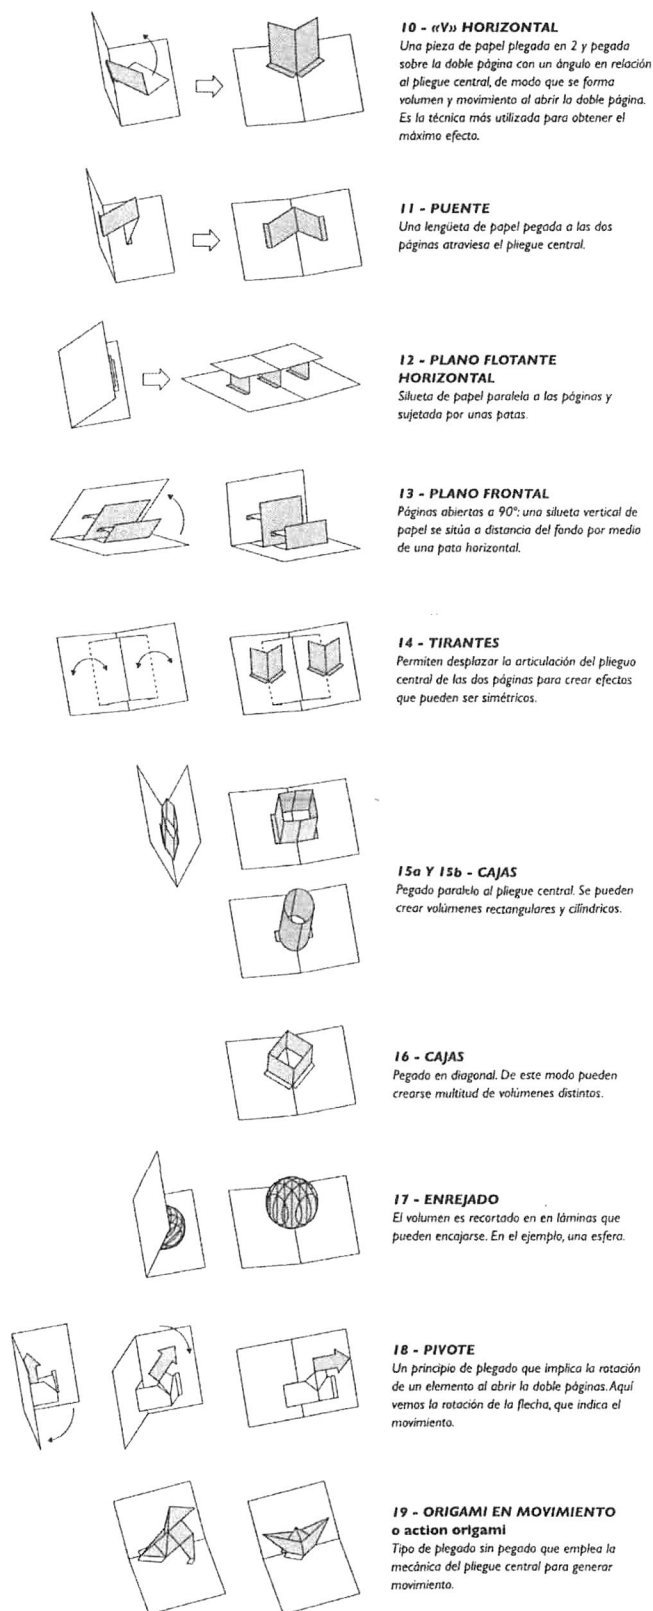 10 - «V» HORIZONTAL
Una pieza de papel plegada en 2 y pegada
sobre la doble página con un ángulo en relación
al pliegue central, de modo que se forma
volumen y movimiento al abrir la doble página.
Es la técnica más utilizada para obtener el
máximo efecto.
11 - PUENTE
Una lengüeta de papel pegada a las dos
páginas atraviesa el pliegue central.
12 - PLANO FLOTANTE
HORIZONTAL
Silueta de papel paralela a las páginas y
sujetada por unas patas.
13 - PLANO FRONTAL
Páginas abiertas a 90°: una silueta vertical de
papel se sitúa a distancia del fondo por medio
de una pata horizontal.
14 - TIRANTES
Permiten desplazar la articulación del plieguo
central de las dos páginas para crear efectos
que pueden ser simétricos.
15a Y 15b - CAJAS
Pegado paralelo al pliegue central. Se pueden
crear volúmenes rectangulares y cilíndricos.
16 - CAJAS
Pegado en diagonal. De este modo pueden
crearse multitud de volúmenes distintos.
17 - ENREJADO
El volumen es recortado en en láminas que
pueden encajarse. En el ejemplo, una esfera.
18 - PIVOTE
Un principio de plegado que implica la rotación
de un elemento al abrir la doble páginas. Aquí
vemos la rotación de la flecha, que indica el
movimiento.
19 - ORIGAMI EN MOVIMIENTO
o action origami
Tipo de plegado sin pegado que emplea la
mecánica del pliegue central para generar
movimiento.